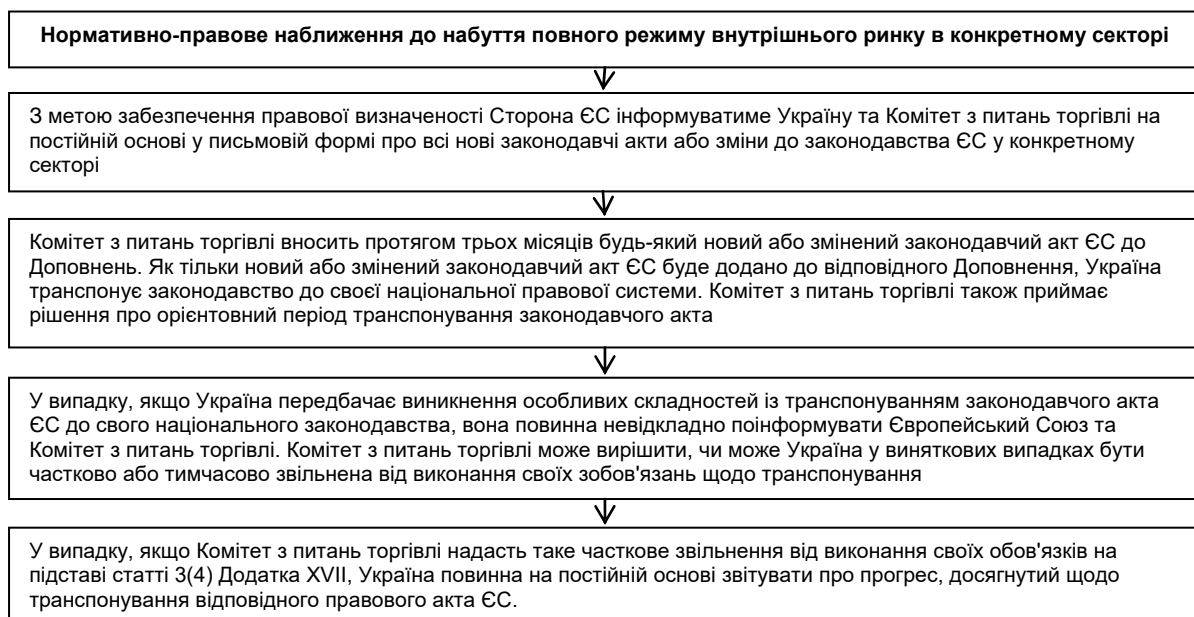 Нормативно-правове наближення до набуття повного режиму внутрішнього ринку в конкретному секторі
З метою забезпечення правової визначеності Сторона ЄС інформуватиме Україну та Комітет з питань торгівлі на
постійній основі у письмовій формі про всі нові законодавчі акти або зміни до законодавства ЄС у конкретному
секторі
Комітет з питань торгівлі вносить протягом трьох місяців будь-який новий або змінений законодавчий акт ЄС до
Доповнень. Як тільки новий або змінений законодавчий акт ЄС буде додано до відповідного Доповнення, Україна
транспонує законодавство до своєї національної правової системи. Комітет з питань торгівлі також приймає
рішення про орієнтовний період транспонування законодавчого акта
У випадку, якщо Україна передбачає виникнення особливих складностей із транспонуванням законодавчого акта
ЄС до свого національного законодавства, вона повинна невідкладно поінформувати Європейський Союз та
Комітет з питань торгівлі. Комітет з питань торгівлі може вирішити, чи може Україна у виняткових випадках бути
частково або тимчасово звільнена від виконання своїх зобов'язань щодо транспонування
У випадку, якщо Комітет з питань торгівлі надасть таке часткове звільнення від виконання своїх обов'язків на
підставі статті 3(4) Додатка XVII, Україна повинна на постійній основі звітувати про прогрес, досягнутий щодо
транспонування відповідного правового акта ЄС.